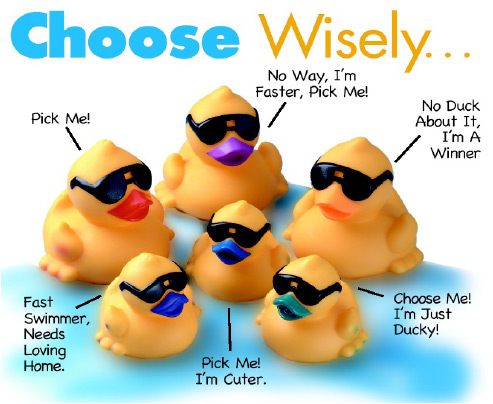 Choose Wisely...
No Way, I'm
Faster, Pick Me!
Pick Me!
No Duck
About It,
I'm A
Winner
Fast
Swimmer,
Needs
Loving
Home.
Pick Me!
I'm Cuter.
Choose Me!
I'm Just
Ducky!